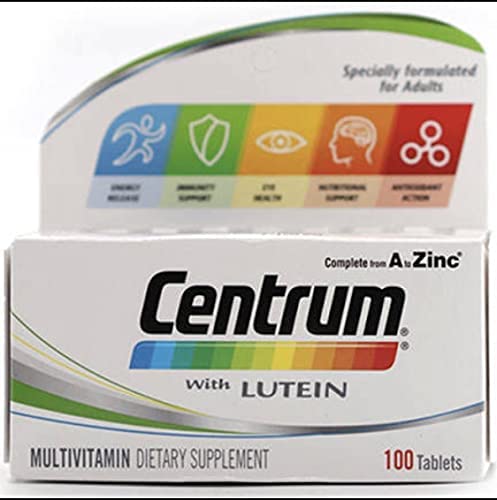 Specially formulated
for Adults
ENERGY
RELEASE
IMMUNITY
SUPPORT
EYE
HEALTH
NUTRITIONAL
SUPPORT
ANTIOXIDANT
ACTION
Complete from A to Zinc®
Centrum®
®
with LUTEIN
MULTIVITAMIN DIETARY SUPPLEMENT
100 Tablets